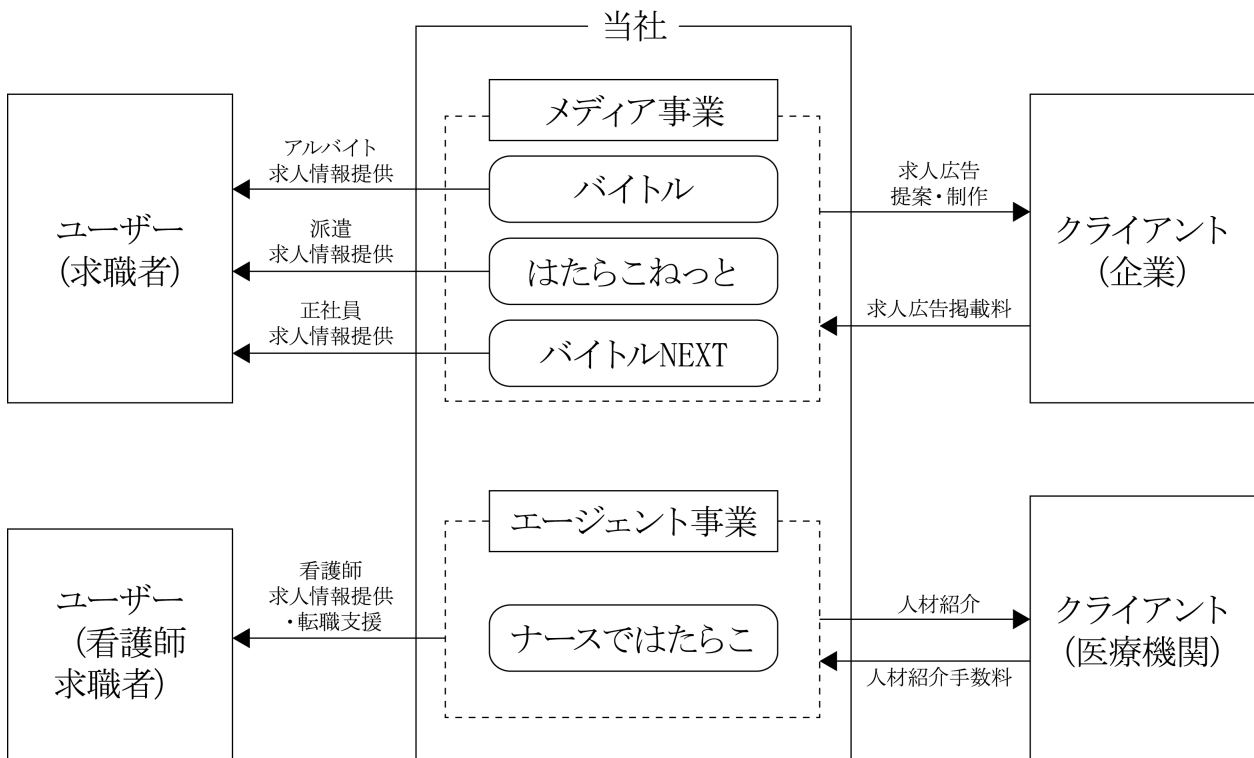 当社
メディア事業
バイトル
はたらこねっと
バイトルNEXT
ユーザー
(求職者)
アルバイト
求人情報提供
派遣
求人情報提供
正社員
求人情報提供
求人広告
提案・制作
求人広告掲載料
クライアント
(企業)
エージェント事業
ナースではたらこ
ユーザー
(看護師
求職者)
看護師
求人情報提供
・転職支援
人材紹介
人材紹介手数料
クライアント
(医療機関)